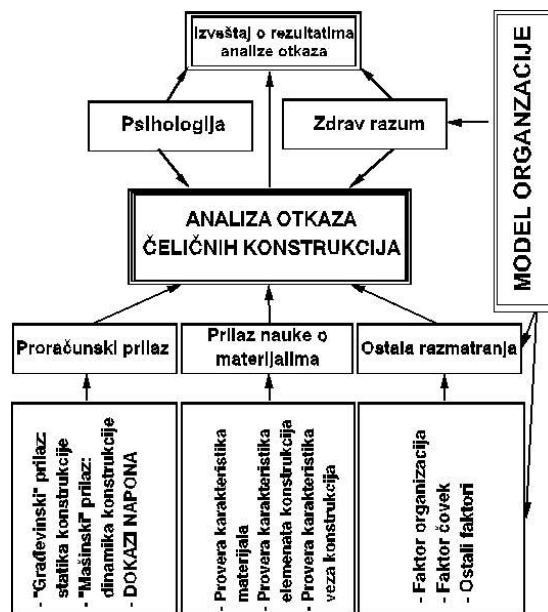 Izveštaj o rezultatima
analize otkaza
Psihologija
Zdrav razum
MODEL ORGANZACIJE
ANALIZA OTKAZA
ČELIČNIH KONSTRUKCIJA
Proračunski prilaz
Prilaz nauke o
materijalima
Ostala razmatranja
- "Građevinski" prilaz:
statika konstrukcije
- "Mašinski" prilaz:
dinamika konstrukcije
- DOKAZI NAPONA
- Provera karakteristika
materijala
- Provera karakteristika
elemenata konstrukcija
- Provera karakteristika
veza konstrukcija
- Faktor organizacija
- Faktor čovek
- Ostali faktori